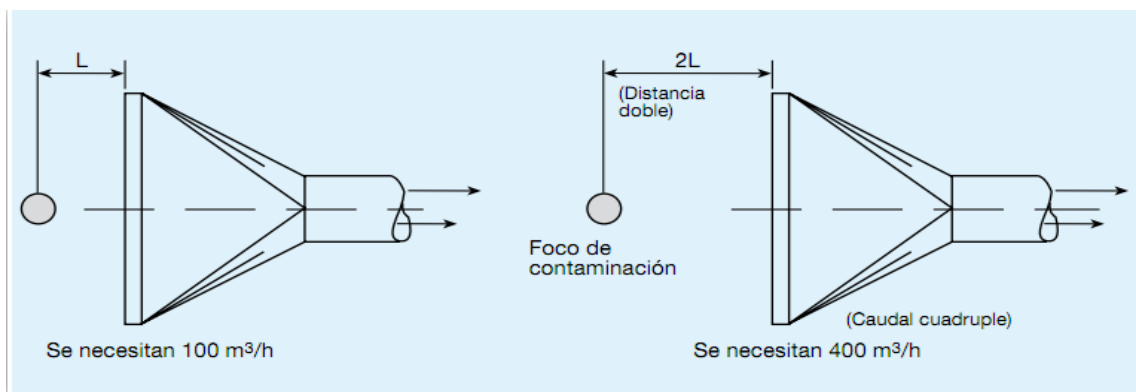 L
Se necesitan 100 m³/h
2L
(Distancia
doble)
Foco de
contaminación
(Caudal cuadruple)
Se necesitan 400 m³/h